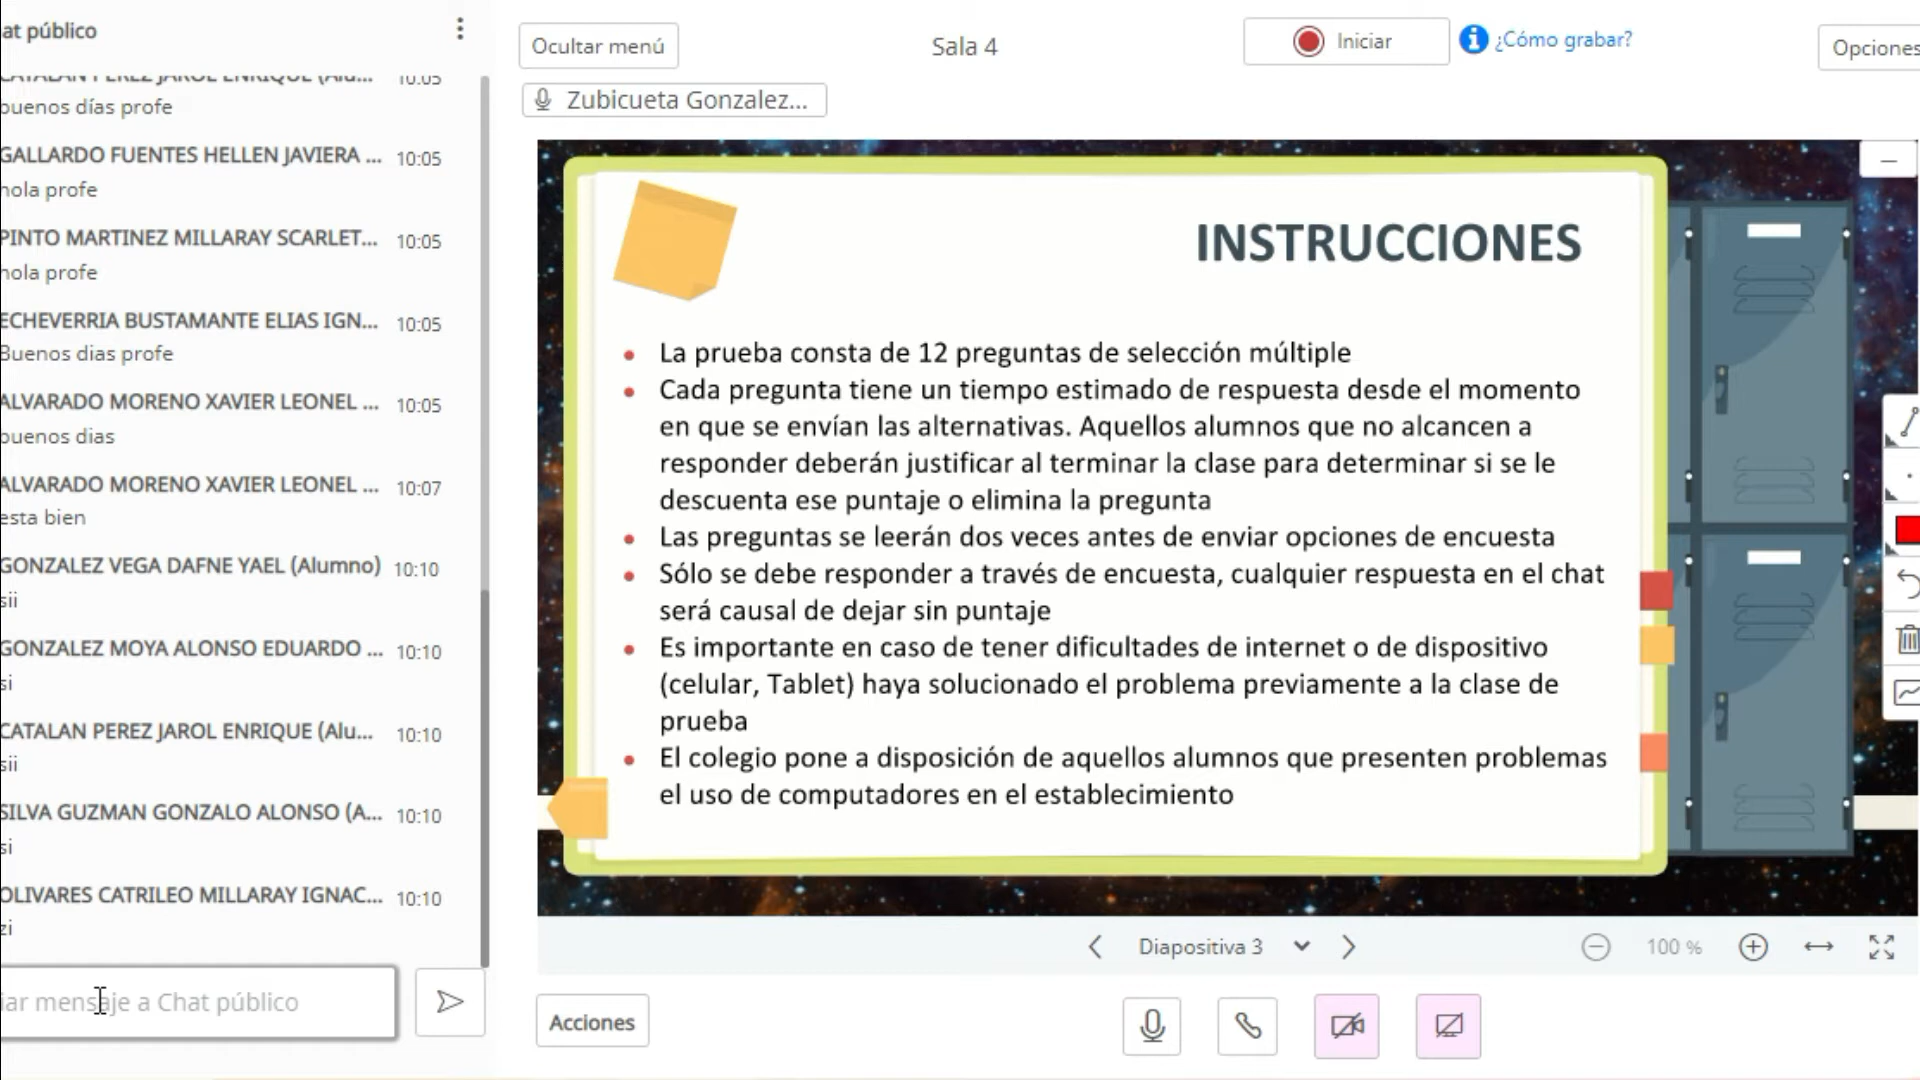 at público
CATALAN PEREZ JAROL ENRIQUE (Alu... 10:05
buenos días profe
GALLARDO FUENTES HELLEN JAVIERA ... 10:05
hola profe
PINTO MARTINEZ MILLARAY SCARLET... 10:05
hola profe
ECHEVERRIA BUSTAMANTE ELIAS IGN... 10:05
Buenos dias profe
ALVARADO MORENO XAVIER LEONEL ... 10:05
buenos dias
ALVARADO MORENO XAVIER LEONEL ... 10:07
esta bien
GONZALEZ VEGA DAFNE YAEL (Alumno) 10:10
sii
GONZALEZ MOYA ALONSO EDUARDO ... 10:10
si
CATALAN PEREZ JAROL ENRIQUE (Alu... 10:10
sii
SILVA GUZMAN GONZALO ALONSO (A... 10:10
si
OLIVARES CATRILEO MILLARAY IGNAC... 10:10
zi
iar mensaje a Chat público
Ocultar menú
Sala 4
Iniciar
¿Cómo grabar?
Opciones
Zubicueta Gonzalez...
INSTRUCCIONES
• La prueba consta de 12 preguntas de selección múltiple
• Cada pregunta tiene un tiempo estimado de respuesta desde el momento
en que se envían las alternativas. Aquellos alumnos que no alcancen a
responder deberán justificar al terminar la clase para determinar si se le
descuenta ese puntaje o elimina la pregunta
• Las preguntas se leerán dos veces antes de enviar opciones de encuesta
• Sólo se debe responder a través de encuesta, cualquier respuesta en el chat
será causal de dejar sin puntaje
• Es importante en caso de tener dificultades de internet o de dispositivo
(celular, Tablet) haya solucionado el problema previamente a la clase de
prueba
• El colegio pone a disposición de aquellos alumnos que presenten problemas
el uso de computadores en el establecimiento
Diapositiva 3
100 %
Acciones